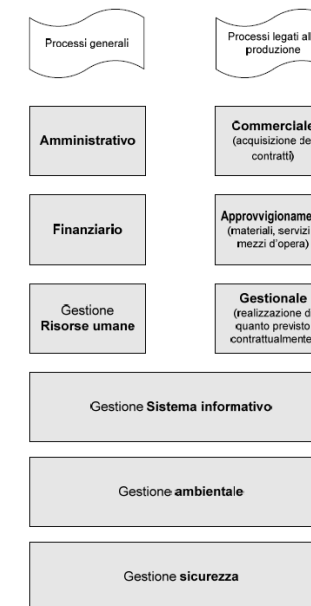 Processi generali
Processi legati all
produzione
Amministrativo
Commerciale
(acquisizione de
contratti)
Finanziario
Approvvigioname
(materiali, servizi
mezzi d'opera)
Gestione
Risorse umane
Gestionale
(realizzazione d
quanto previsto
contrattualmente
Gestione Sistema informativo
Gestione ambientale
Gestione sicurezza